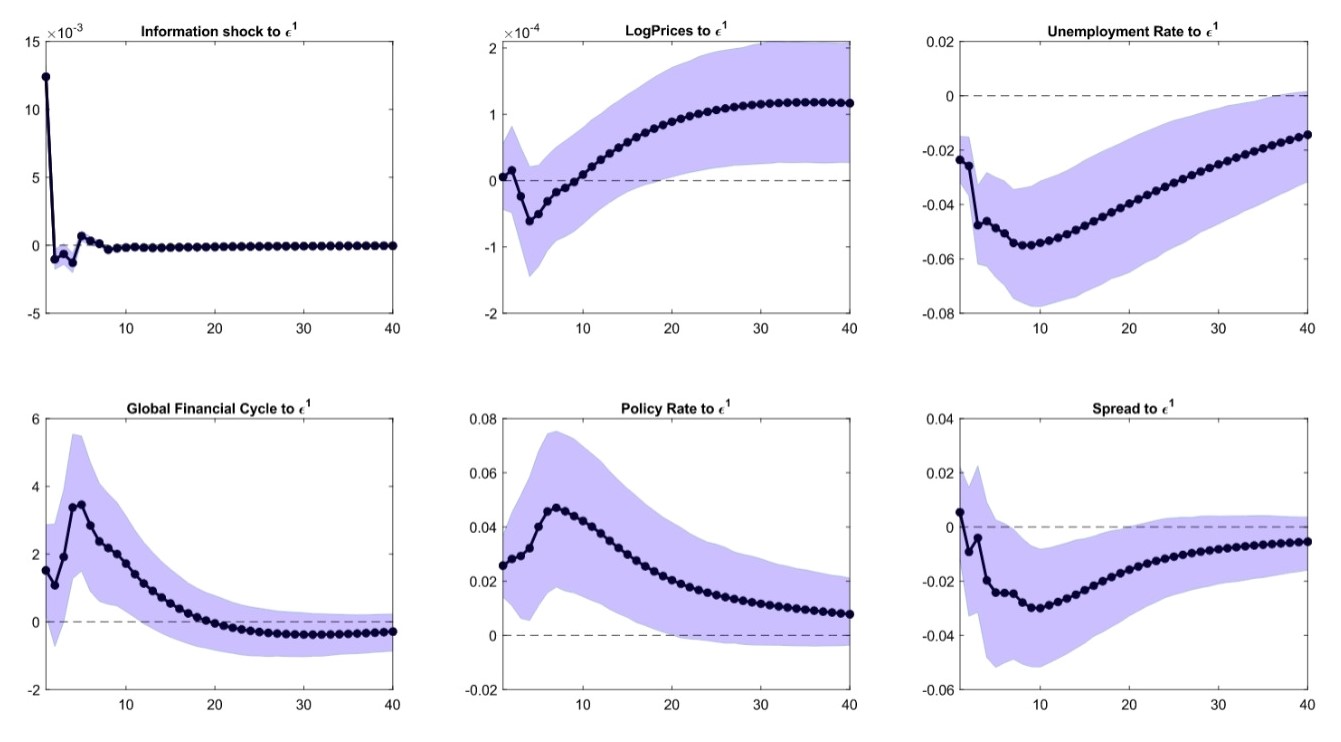 Information shock to ϵ¹
×10⁻³
15
10
5
0
-5
10 20 30 40
LogPrices to ϵ¹
×10⁻⁴
2
1
0
-1
-2
10 20 30 40
Unemployment Rate to ϵ¹
0.02
0
-0.02
-0.04
-0.06
-0.08
10 20 30 40
Global Financial Cycle to ϵ¹
6
4
2
0
-2
10 20 30 40
Policy Rate to ϵ¹
0.08
0.06
0.04
0.02
0
-0.02
10 20 30 40
Spread to ϵ¹
0.04
0.02
0
-0.02
-0.04
-0.06
10 20 30 40